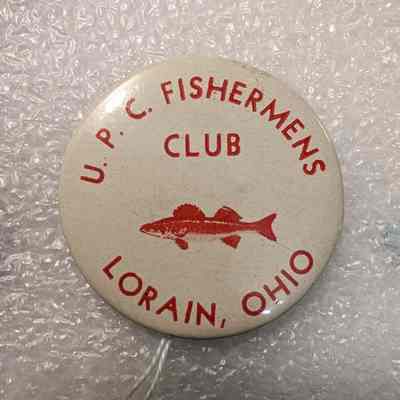 U. P. C. FISHERMENS
CLUB
LORAIN, OHIO